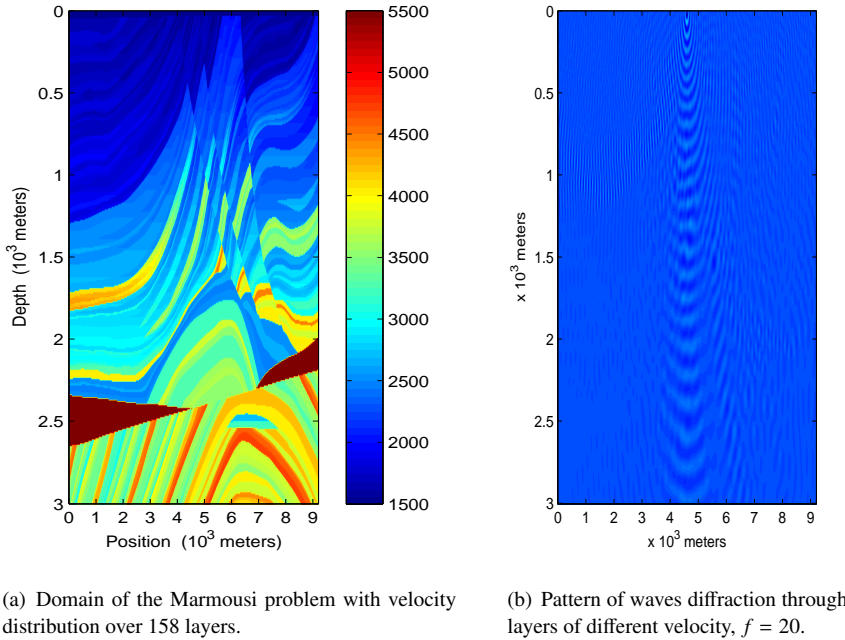 0
0.5
1
1.5
2
2.5
3
Depth (10³ meters)
0 1 2 3 4 5 6 7 8 9
Position (10³ meters)
5500
5000
4500
4000
3500
3000
2500
2000
1500
0
0.5
1
1.5
2
2.5
3
x 10³ meters
0 1 2 3 4 5 6 7 8 9
x 10³ meters
(a) Domain of the Marmousi problem with velocity
distribution over 158 layers.
(b) Pattern of waves diffraction through
layers of different velocity, f = 20.